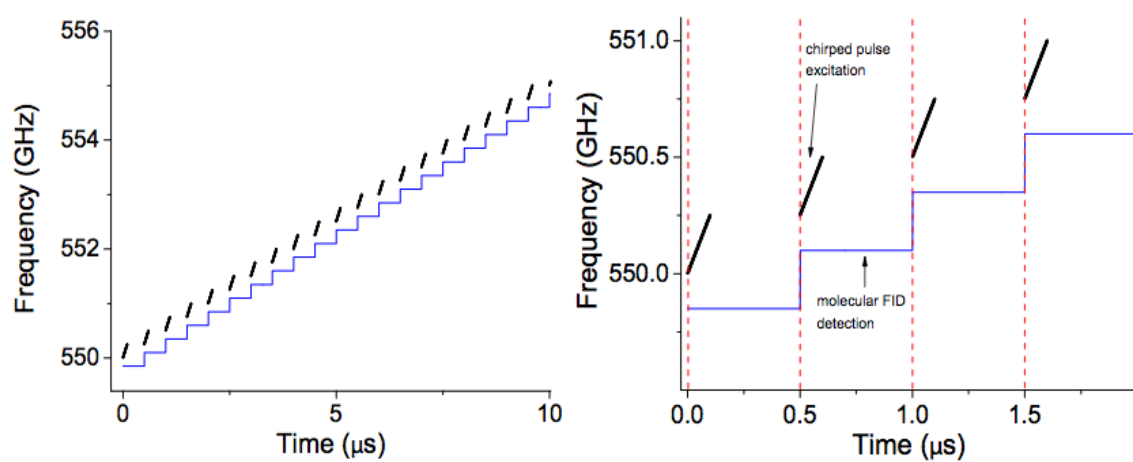 556
554
552
550
Frequency (GHz)
0
5
10
Time (μs)
551.0
550.5
550.0
Frequency (GHz)
chirped pulse
excitation
molecular FID
detection
0.0
0.5
1.0
1.5
Time (μs)